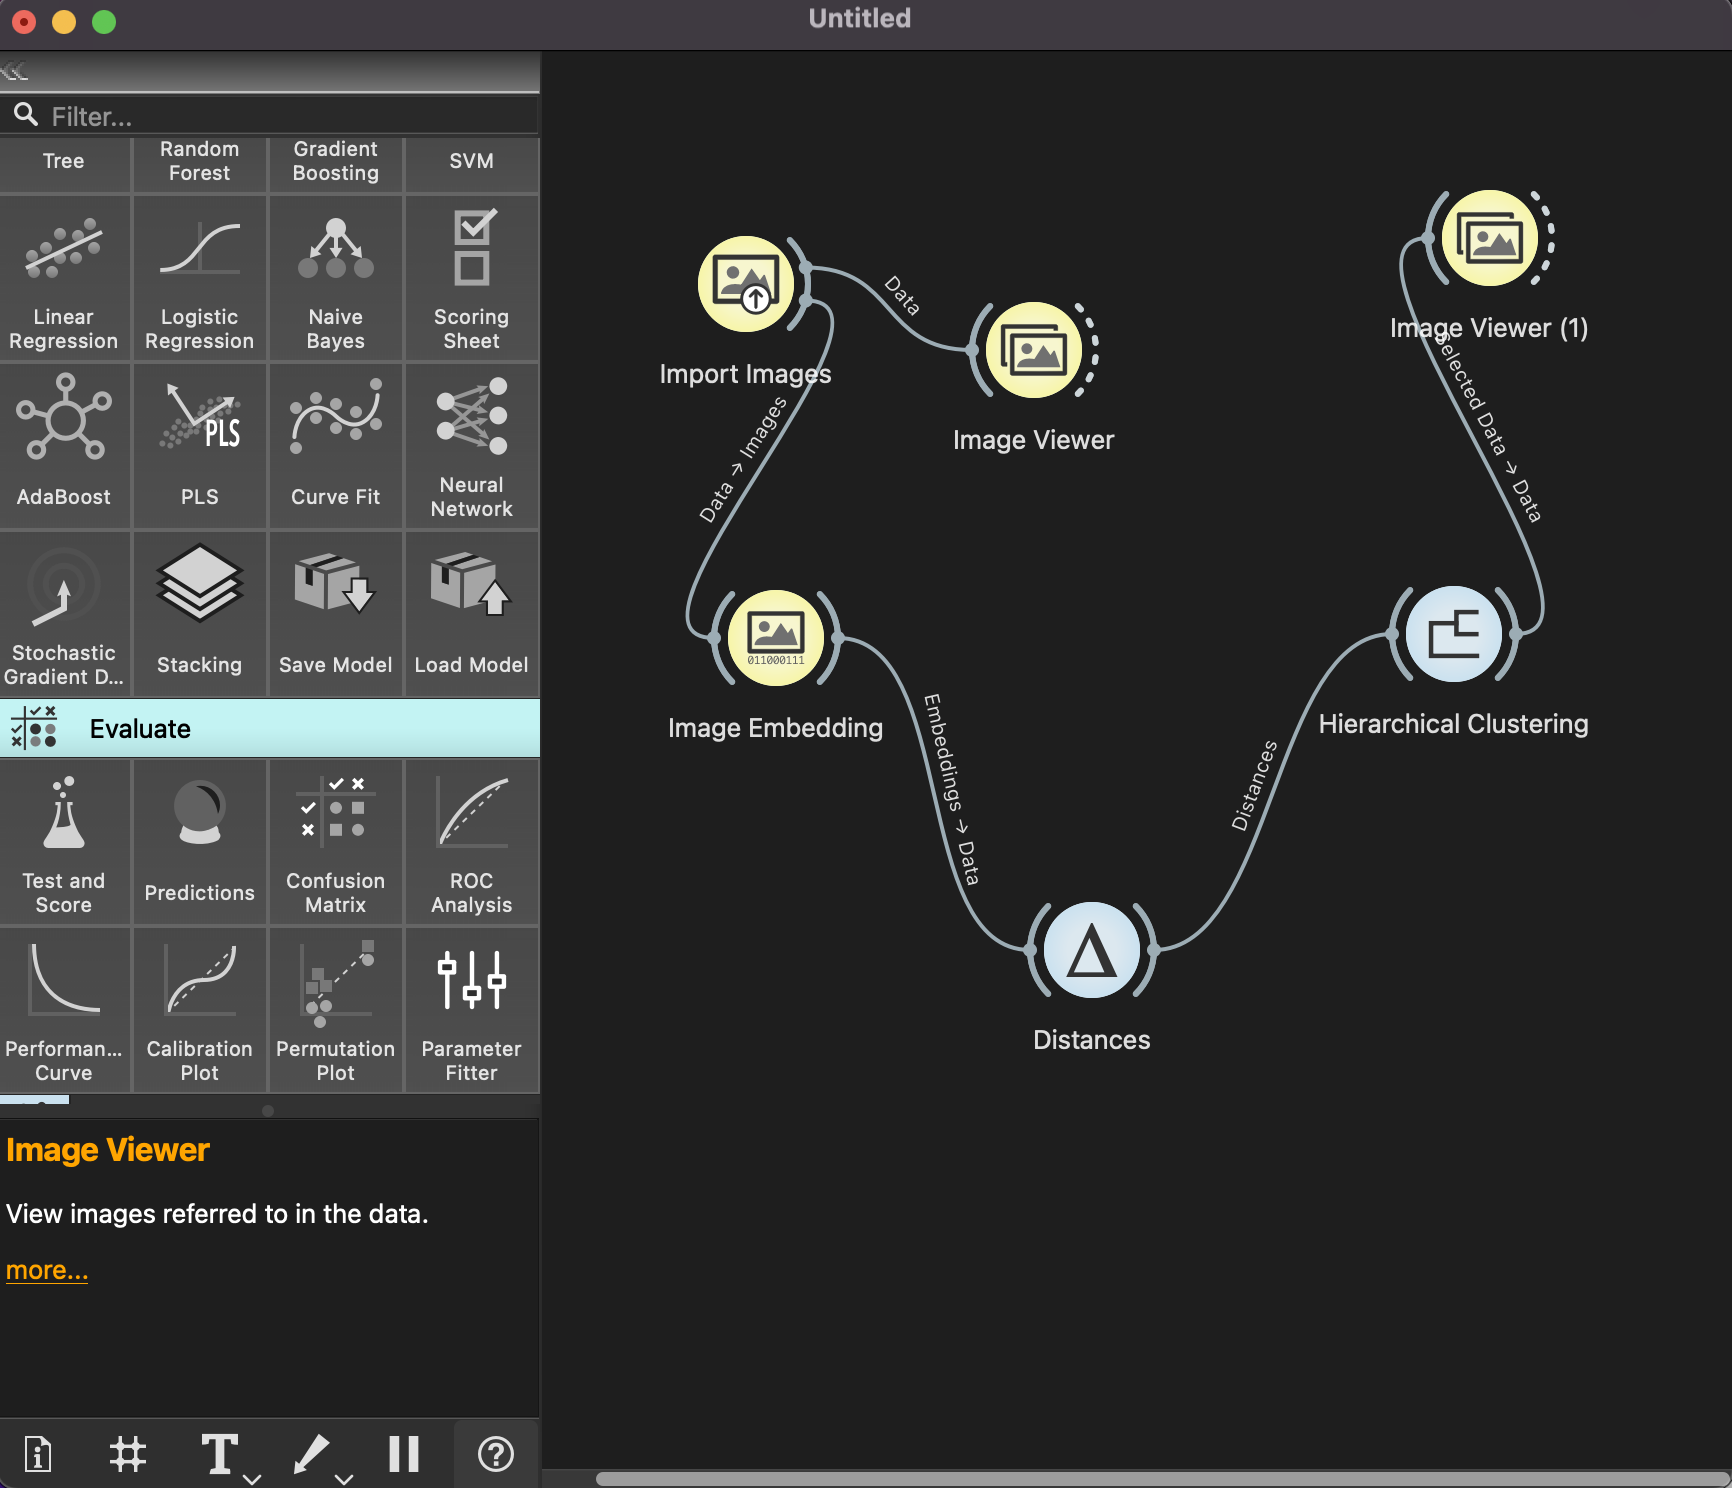 Untitled
Filter...
Tree
Random
Forest
Gradient
Boosting
SVM
Linear
Regression
Logistic
Regression
Naive
Bayes
Scoring
Sheet
AdaBoost
PLS
PLS
Curve Fit
Neural
Network
Stochastic
Gradient D...
Stacking
Save Model
Load Model
Evaluate
Test and
Score
Predictions
Confusion
Matrix
ROC
Analysis
Performan...
Curve
Calibration
Plot
Permutation
Plot
Parameter
Fitter
Image Viewer
View images referred to in the data.
more...
Import Images
Data
Image Viewer
Image Viewer (1)
Data → Images
Selected Data → Data
011000111
Image Embedding
Embeddings → Data
Hierarchical Clustering
Distances
Distances